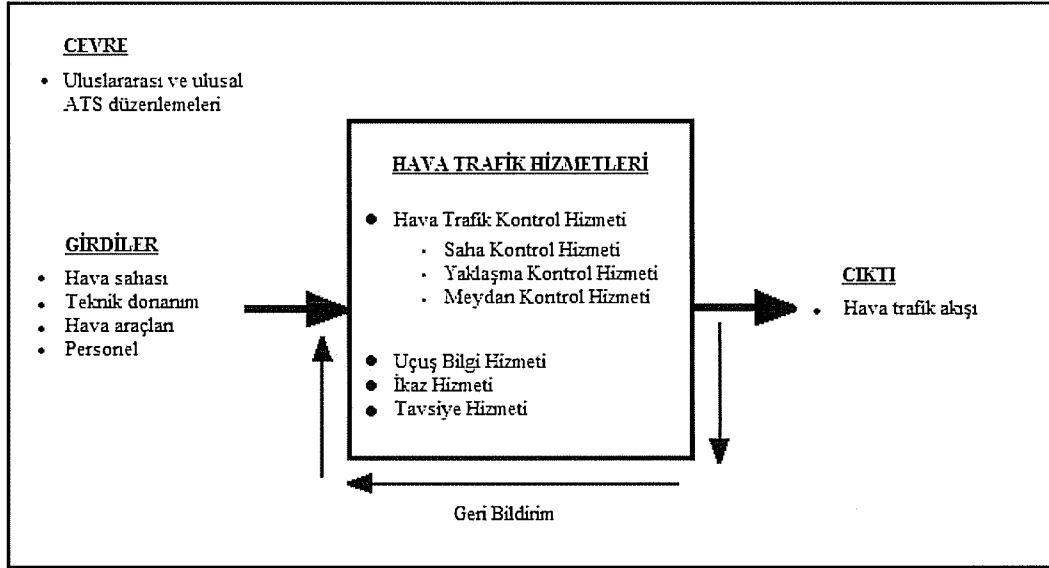 CEVRE
• Uluslararası ve ulusal
ATS düzenlemeleri
HAVA TRAFİK HİZMETLERİ
● Hava Trafik Kontrol Hizmeti
- Saha Kontrol Hizmeti
- Yaklaşma Kontrol Hizmeti
- Meydan Kontrol Hizmeti
● Uçuş Bilgi Hizmeti
● İkaz Hizmeti
● Tavsiye Hizmeti
GİRDİLER
• Hava sahası
• Teknik donanım
• Hava araçları
• Personel
CIKTI
• Hava trafik akışı
Geri Bildirim